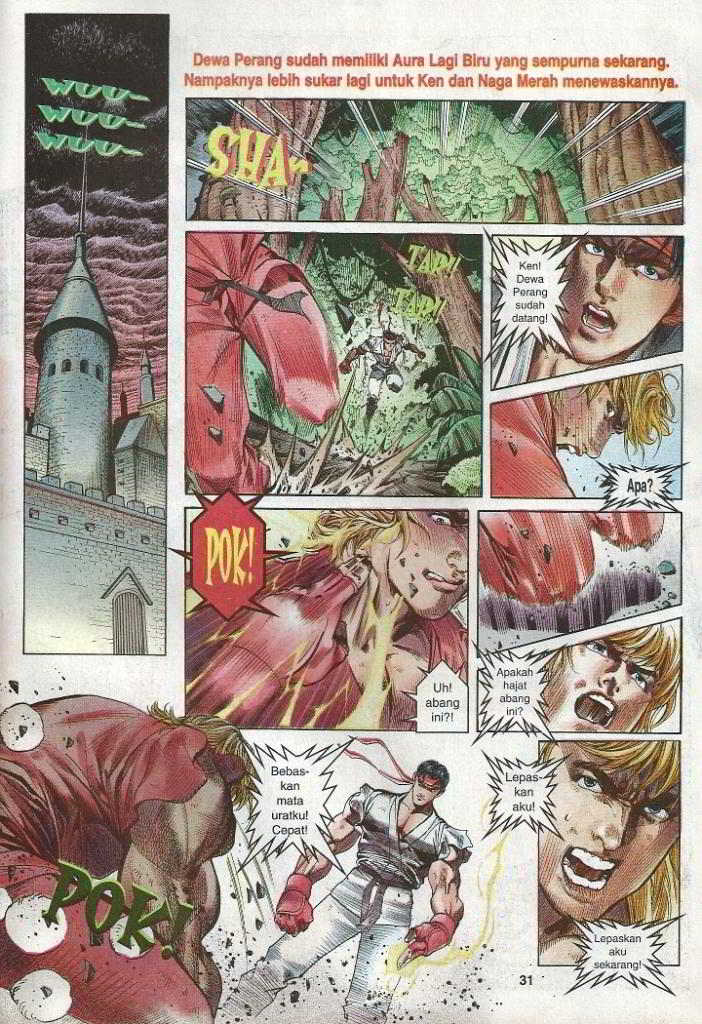 Dewa Perang sudah memiliki Aura Lagi Biru yang sempurna sekarang.
Nampaknya lebih sukar lagi untuk Ken dan Naga Merah menewaskannya.
WUU~
WUU~
WUU~
SHA~
TAP!!
TAP!!
Ken!
Dewa
Perang
sudah
datang!
Apa?
POK!
Uh!
abang
ini?!
Apakah
hajat
abang
ini?
Bebas-
kan
mata
uratku!
Cepat!
Lepas-
kan
aku!
POK!
Lepaskan
aku
sekarang!
31